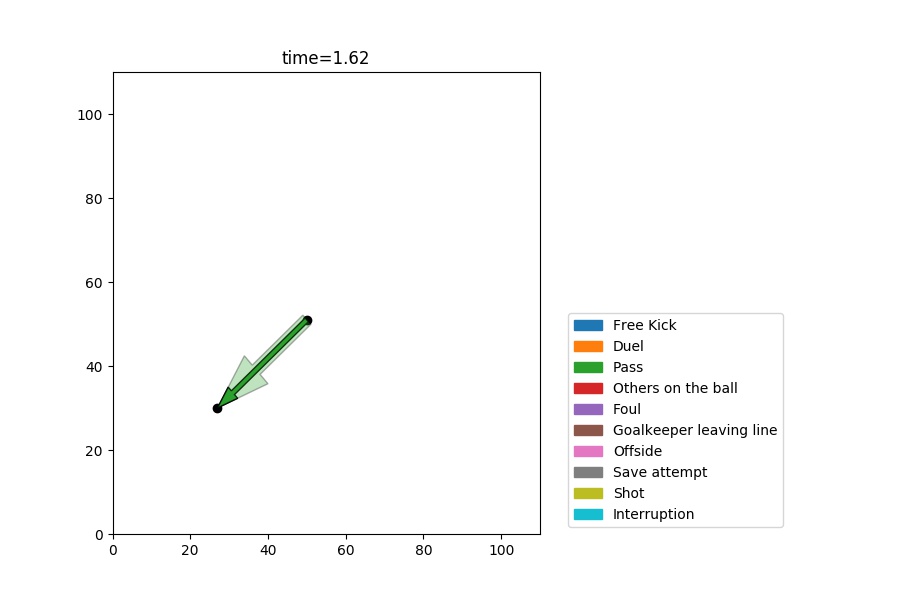 time=1.62
100
80
60
40
20
0
0 20 40 60 80 100
Free Kick
Duel
Pass
Others on the ball
Foul
Goalkeeper leaving line
Offside
Save attempt
Shot
Interruption